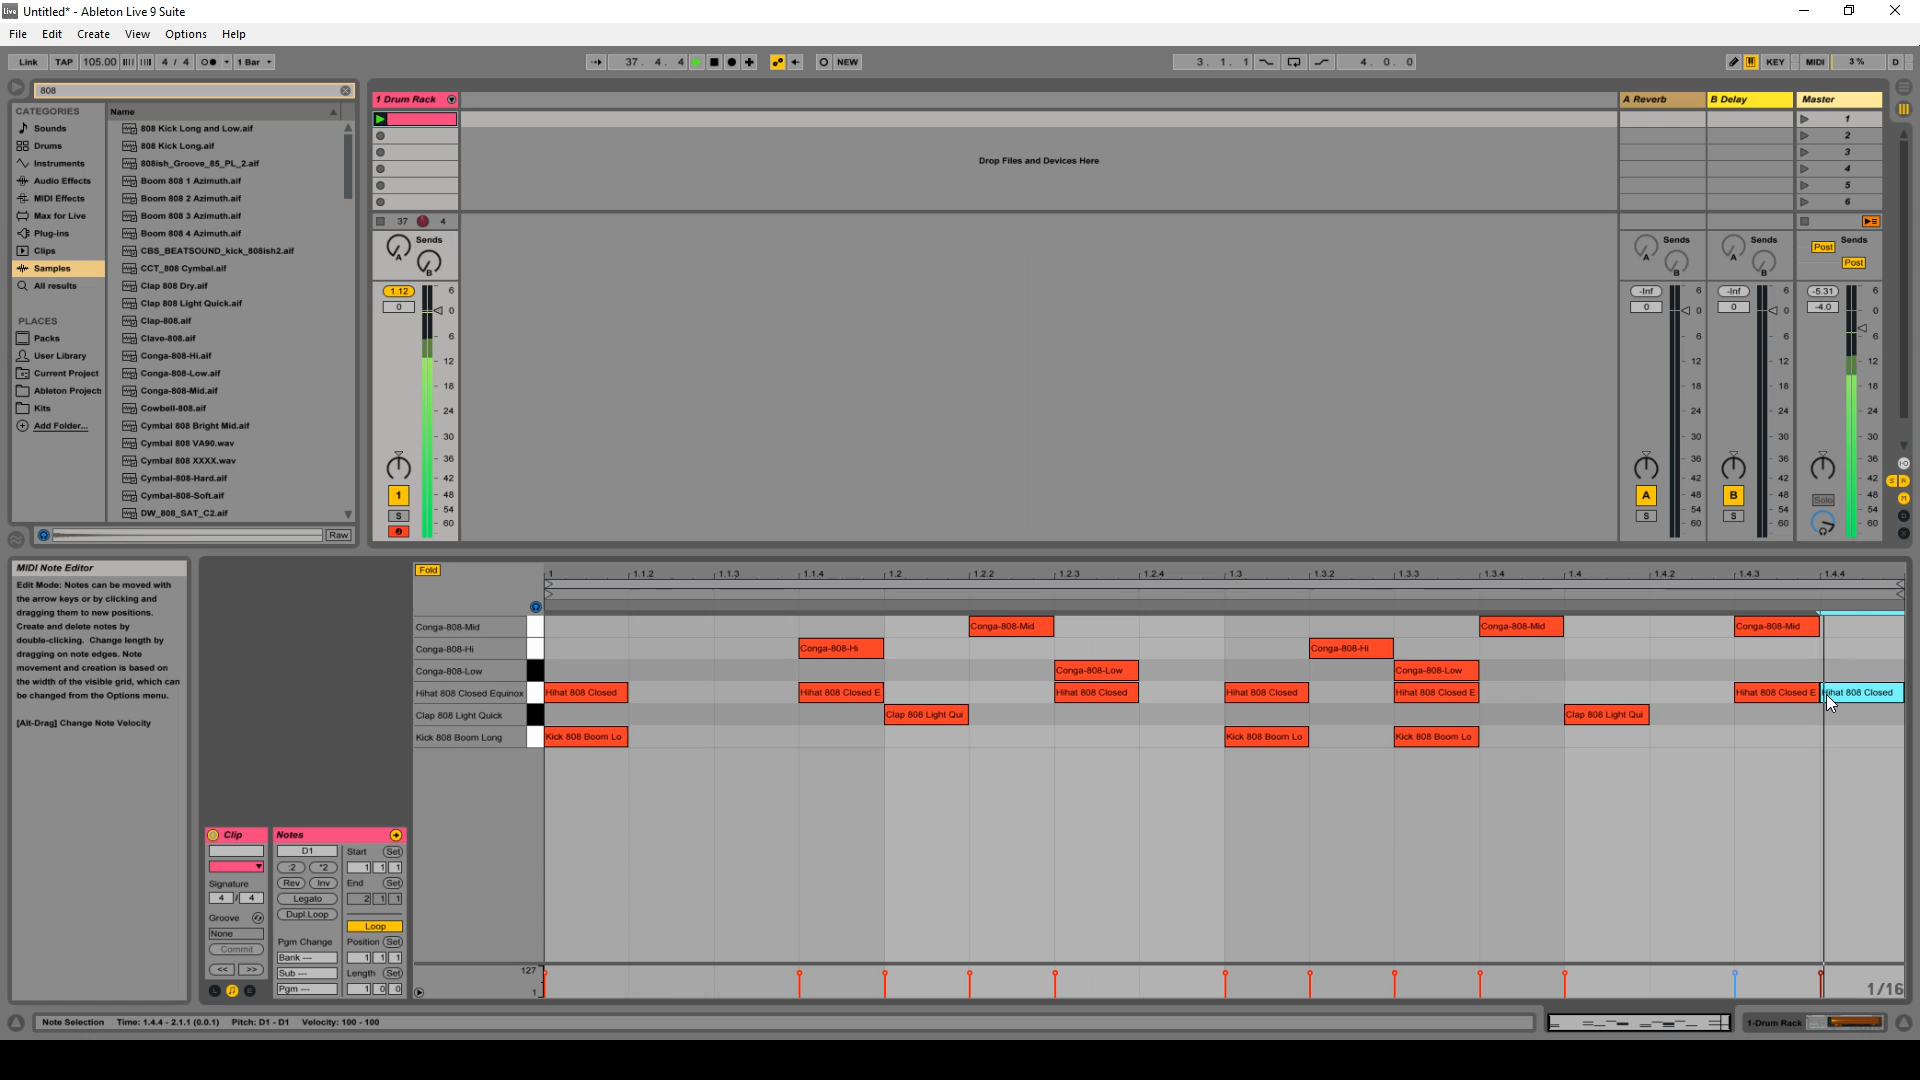 Live Untitled* - Ableton Live 9 Suite
File Edit Create View Options Help
Link TAP 105.00 4 / 4 1 Bar 37. 4. 4 NEW 3. 1. 1 4. 0. 0 KEY MIDI 3 % D
808
CATEGORIES
Sounds
Drums
Instruments
Audio Effects
MIDI Effects
Max for Live
Plug-ins
Clips
Samples
All results
PLACES
Packs
User Library
Current Project
Ableton Project
Kits
Add Folder...
Name
808 Kick Long and Low.aif
808 Kick Long.aif
808ish_Groove_85_PL_2.aif
Boom 808 1 Azimuth.aif
Boom 808 2 Azimuth.aif
Boom 808 3 Azimuth.aif
Boom 808 4 Azimuth.aif
CBS_BEATSOUND_kick_808ish2.aif
CCT_808 Cymbal.aif
Clap 808 Dry.aif
Clap 808 Light Quick.aif
Clap-808.aif
Clave-808.aif
Conga-808-Hi.aif
Conga-808-Low.aif
Conga-808-Mid.aif
Cowbell-808.aif
Cymbal 808 Bright Mid.aif
Cymbal 808 VA90.wav
Cymbal 808 XXXX.wav
Cymbal-808-Hard.aif
Cymbal-808-Soft.aif
DW_808_SAT_C2.aif
Raw
1 Drum Rack
37 4
Sends
A
B
1.12
0
6
0
6
12
18
24
30
36
42
48
54
60
1
S
Drop Files and Devices Here
A Reverb B Delay Master
1
2
3
4
5
6
Sends Sends Sends
A B A B Post Post
-Inf 6 -Inf 6 -5.31 6
0 0 0 0 -4.0 0
6 6 6
12 12 12
18 18 18
24 24 24
30 30 30
36 36 36
42 42 42
A 48 B 48 Solo 48
S 54 S 54 54
60 60 60
MIDI Note Editor
Edit Mode: Notes can be moved with
the arrow keys or by clicking and
dragging them to new positions.
Create and delete notes by
double-clicking. Change length by
dragging on note edges. Note
movement and creation is based on
the width of the visible grid, which can
be changed from the Options menu.
[Alt-Drag] Change Note Velocity
Clip
Signature
4 / 4
Groove
None
Commit
<< >>
Notes
D1
:2 *2
Rev Inv
Legato
Dupl.Loop
Pgm Change
Bank ---
Sub ---
Pgm ---
Start Set
1 1 1
End Set
2 1 1
Loop
Position Set
1 1 1
Length Set
1 0 0
Fold
1 1.1.2 1.1.3 1.1.4 1.2 1.2.2 1.2.3 1.2.4 1.3 1.3.2 1.3.3 1.3.4 1.4 1.4.2 1.4.3 1.4.4
Conga-808-Mid Conga-808-Mid Conga-808-Mid Conga-808-Mid
Conga-808-Hi Conga-808-Hi Conga-808-Hi
Conga-808-Low Conga-808-Low Conga-808-Low
Hihat 808 Closed Equinox Hihat 808 Closed Hihat 808 Closed E Hihat 808 Closed Hihat 808 Closed Hihat 808 Closed E Hihat 808 Closed E Hihat 808 Closed
Clap 808 Light Quick Clap 808 Light Qui Clap 808 Light Qui
Kick 808 Boom Long Kick 808 Boom Lo Kick 808 Boom Lo Kick 808 Boom Lo
127
1
1/16
Note Selection Time: 1.4.4 - 2.1.1 (0.0.1) Pitch: D1 - D1 Velocity: 100 - 100
1-Drum Rack